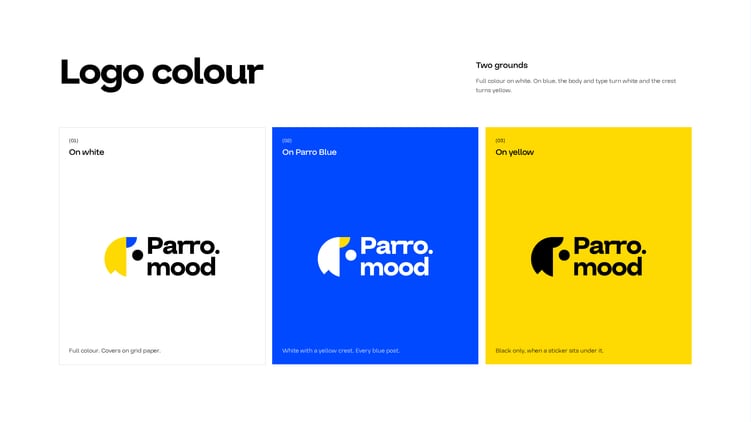 Logo colour
Two grounds
Full colour on white. On blue, the body and type turn white and the crest
turns yellow.
(01)
On white
Parro.
mood
Full colour. Covers on grid paper.
(02)
On Parro Blue
Parro.
mood
White with a yellow crest. Every blue post.
(03)
On yellow
Parro.
mood
Black only, when a sticker sits under it.